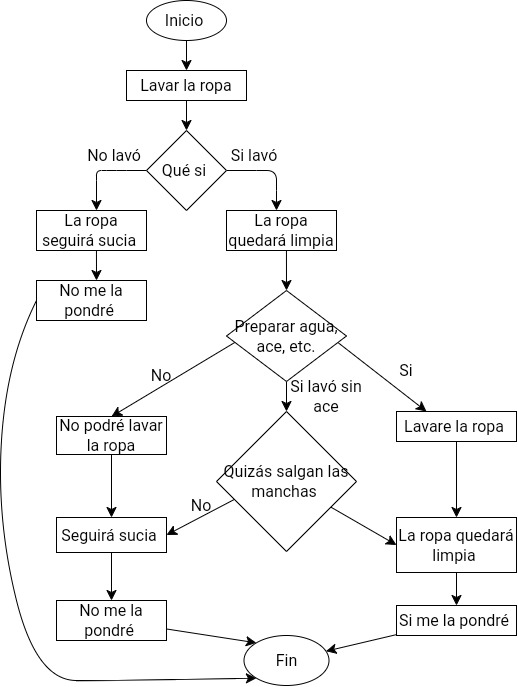 Inicio
Lavar la ropa
No lavó
Si lavó
Qué si
La ropa
seguirá sucia
La ropa
quedará limpia
No me la
pondré
Preparar agua,
ace, etc.
No
Si lavó sin
ace
Si
No podré lavar
la ropa
Lavare la ropa
Quizás salgan las
manchas
No
Seguirá sucia
La ropa quedará
limpia
No me la
pondré
Si me la pondré
Fin